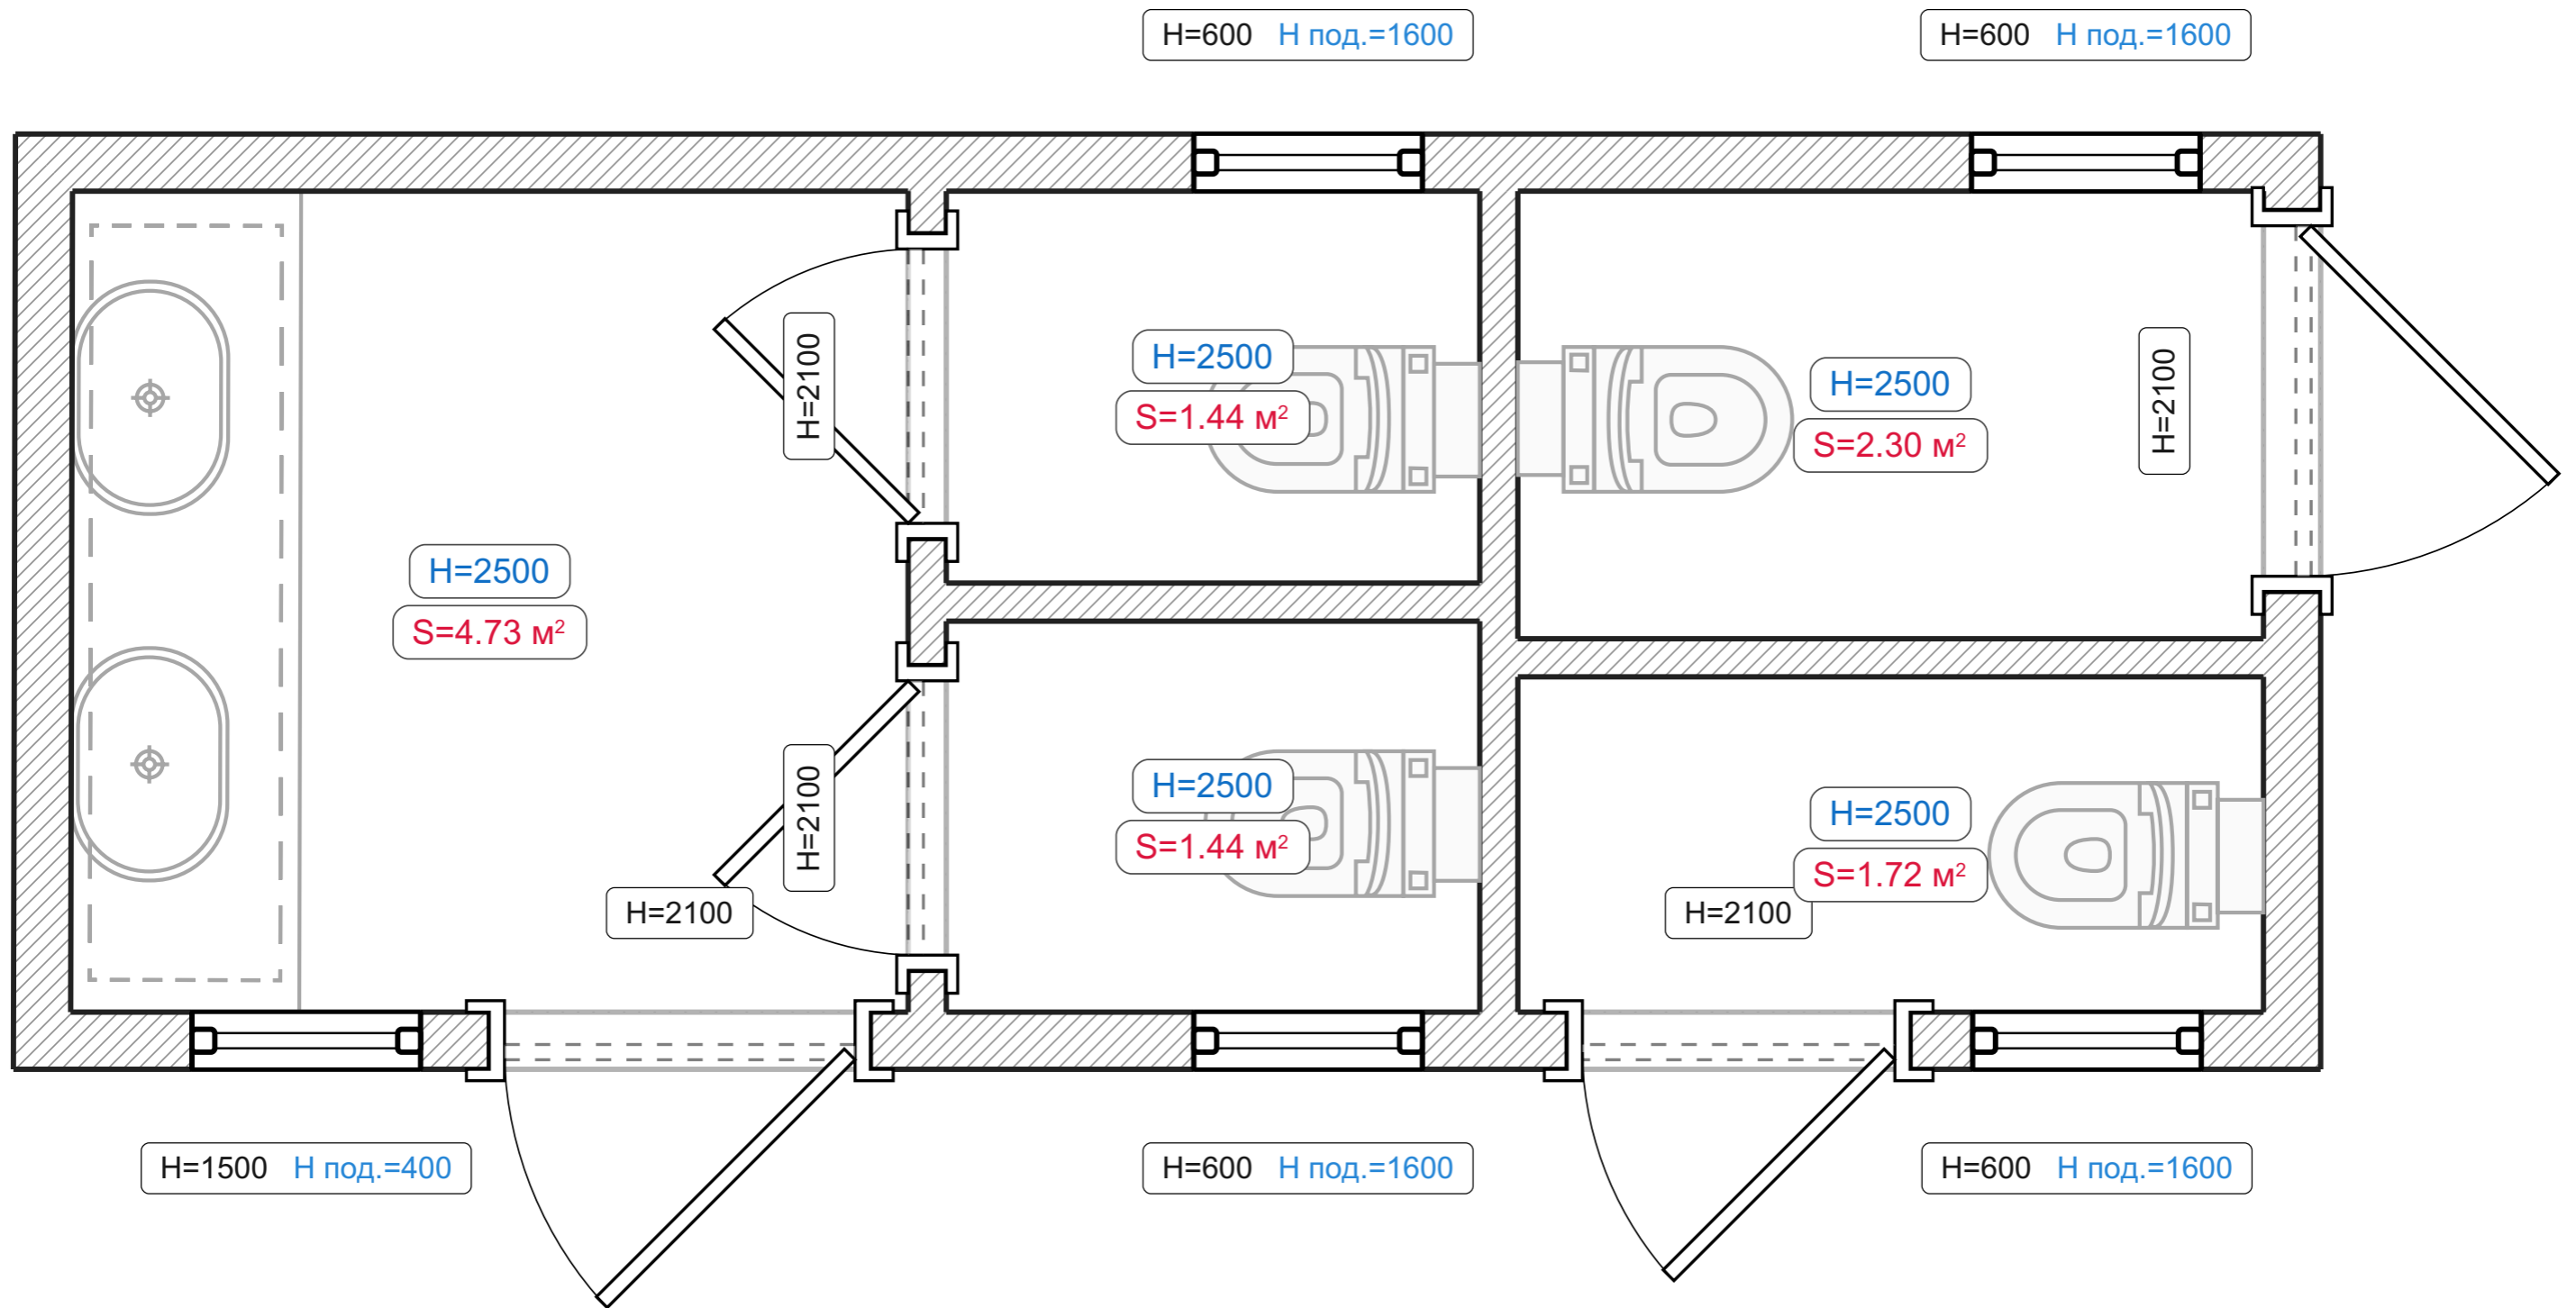 H=600 Н под.=1600
H=600 Н под.=1600
H=2100
H=2500
S=1.44 м²
H=2500
S=2.30 м²
H=2100
H=2500
S=4.73 м²
H=2100
H=2100
H=2500
S=1.44 м²
H=2500
S=1.72 м²
H=2100
H=1500 Н под.=400
H=600 Н под.=1600
H=600 Н под.=1600